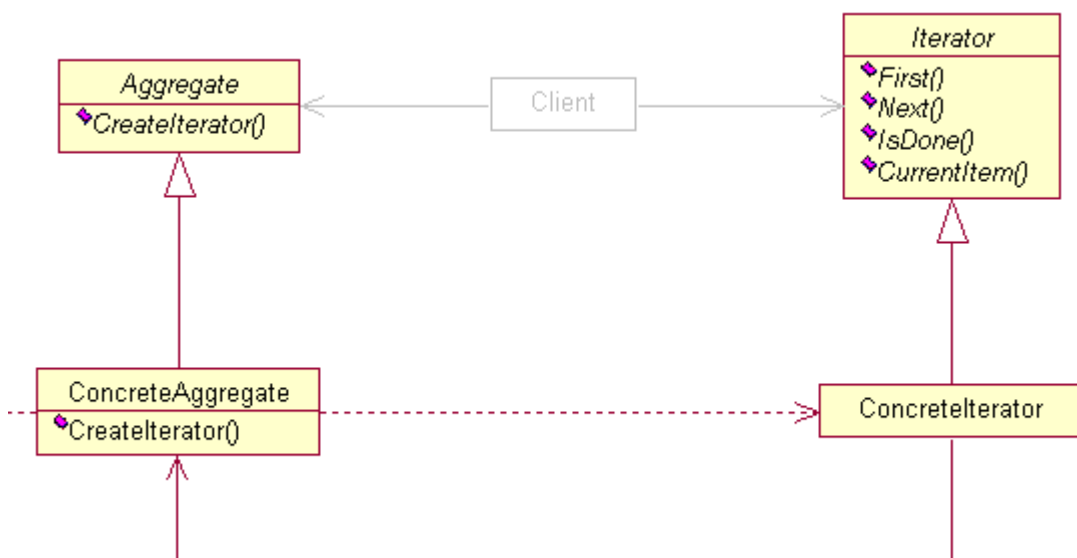 Aggregate
CreateIterator()
Client
Iterator
First()
Next()
IsDone()
CurrentItem()
ConcreteAggregate
CreateIterator()
ConcreteIterator